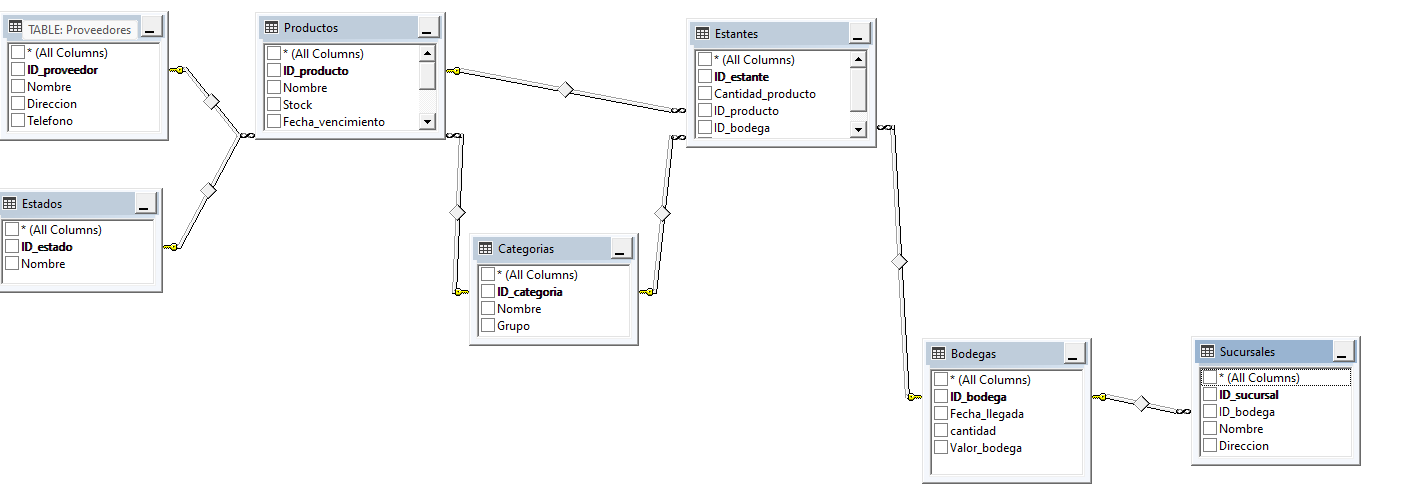 TABLE: Proveedores
* (All Columns)
ID_proveedor
Nombre
Direccion
Telefono
Productos
* (All Columns)
ID_producto
Nombre
Stock
Fecha_vencimiento
Estantes
* (All Columns)
ID_estante
Cantidad_producto
ID_producto
ID_bodega
Estados
* (All Columns)
ID_estado
Nombre
Categorias
* (All Columns)
ID_categoria
Nombre
Grupo
Bodegas
* (All Columns)
ID_bodega
Fecha_llegada
cantidad
Valor_bodega
Sucursales
* (All Columns)
ID_sucursal
ID_bodega
Nombre
Direccion